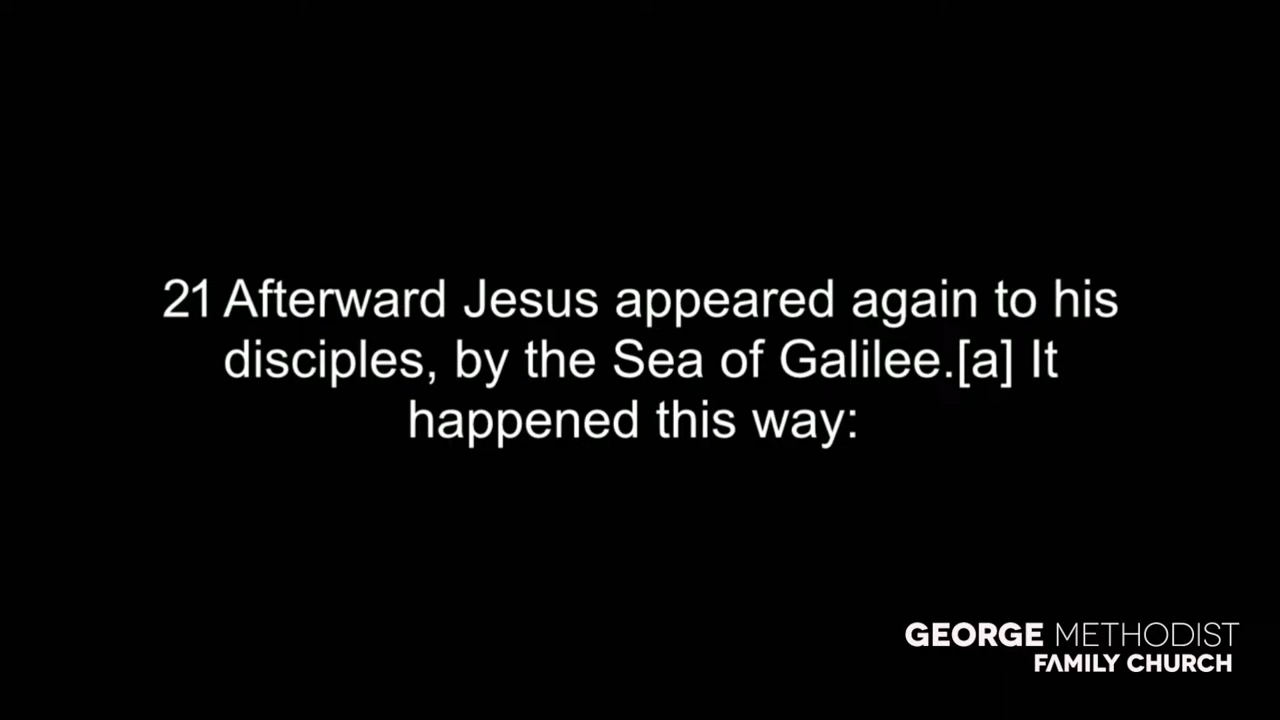 21 Afterward Jesus appeared again to his
disciples, by the Sea of Galilee.[a] It
happened this way:
GEORGE METHODIST
FAMILY CHURCH